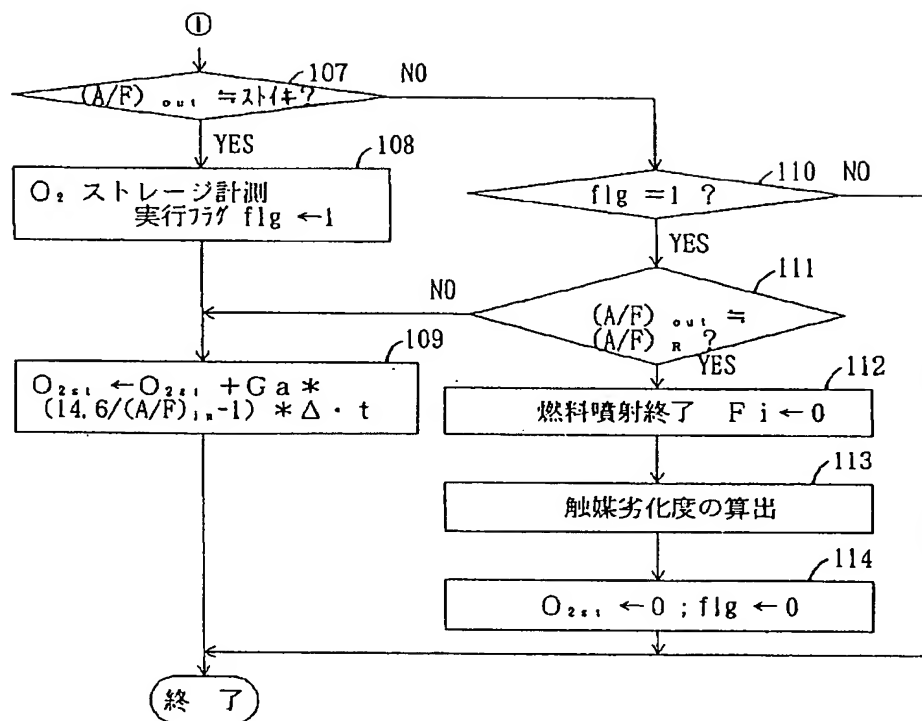 ①
107
NO
(A/F) out ≒ストイキ?
YES
108
O₂ ストレージ計測
実行フラグ flg ←1
110
NO
flg =1 ?
YES
111
NO
(A/F) out ≒
(A/F) R ?
YES
109
O2st ←O2st +Ga*
(14.6/(A/F)in-1) *Δ・t
112
燃料噴射終了 Fi←0
113
触媒劣化度の算出
114
O2st ←0 ; flg ←0
終 了